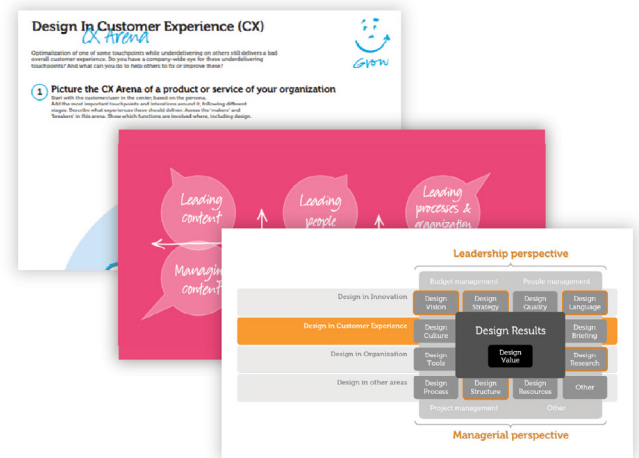 Design In Customer Experience (CX)
CX Arena
Grow
Optimalization of one of some touchpoints while underdelivering on others still delivers a bad
overall customer experience. Do you have a company-wide eye for these underdelivering
touchpoints? And what can you do to help others to fix or improve these?
1 Picture the CX Arena of a product or service of your organization
Start with the customer/user in the center, based on the persona.
Add the most important touchpoints and interactions around it, following different
stages. Describe what experiences these should deliver. Assess the 'makers' and
'breakers' in this arena. Show which functions are involved where, including design.
Leading
content
Leading
people
Leading
processes &
organization
Managing
content
Leadership perspective
Budget management People management
Design in Innovation
Design
Vision
Design
Strategy
Design
Quality
Design
Language
Design in Customer Experience
Design
Culture
Design Results
Design
Briefing
Design in Organisation
Design
Tools
Design
Value
Design
Research
Design in other areas
Design
Process
Design
Structure
Design
Resources
Other
Project management Other
Managerial perspective